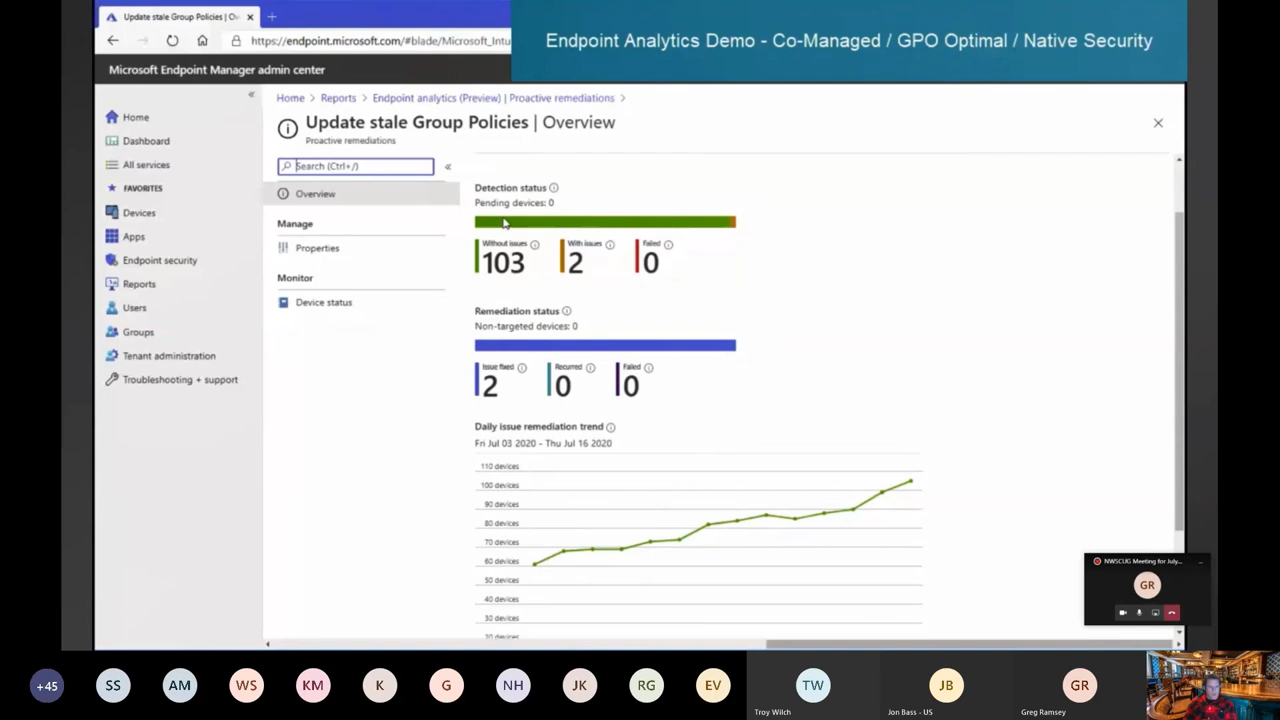 Update stale Group Policies | O
https://endpoint.microsoft.com/#blade/Microsoft_Intu
Endpoint Analytics Demo - Co-Managed / GPO Optimal / Native Security
Microsoft Endpoint Manager admin center
Home
Dashboard
All services
FAVORITES
Devices
Apps
Endpoint security
Reports
Users
Groups
Tenant administration
Troubleshooting + support
Home > Reports > Endpoint analytics (Preview) | Proactive remediations >
Update stale Group Policies | Overview
Proactive remediations
Search (Ctrl+/)
Overview
Manage
Properties
Monitor
Device status
Detection status
Pending devices: 0
Without issues With issues Failed
103 2 0
Remediation status
Non-targeted devices: 0
Issue fixed Recurred Failed
2 0 0
Daily issue remediation trend
Fri Jul 03 2020 - Thu Jul 16 2020
110 devices
100 devices
90 devices
80 devices
70 devices
60 devices
50 devices
40 devices
30 devices
20 devices
NWSCUG Meeting for July...
GR
+45 SS AM WS KM K G NH JK RG EV TW JB GR
Troy Wilch Jon Bass - US Greg Ramsey